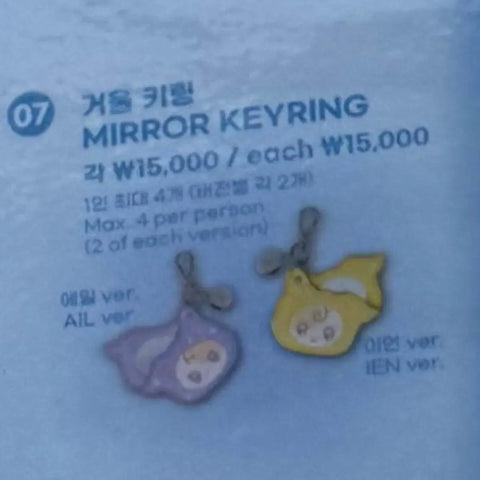 07
거울 키링
MIRROR KEYRING
각 ₩15,000 / each ₩15,000
1인 최대 4개 (버전별 각 2개)
Max. 4 per person
(2 of each version)
에일 ver.
AIL ver.
이언 ver.
IEN ver.